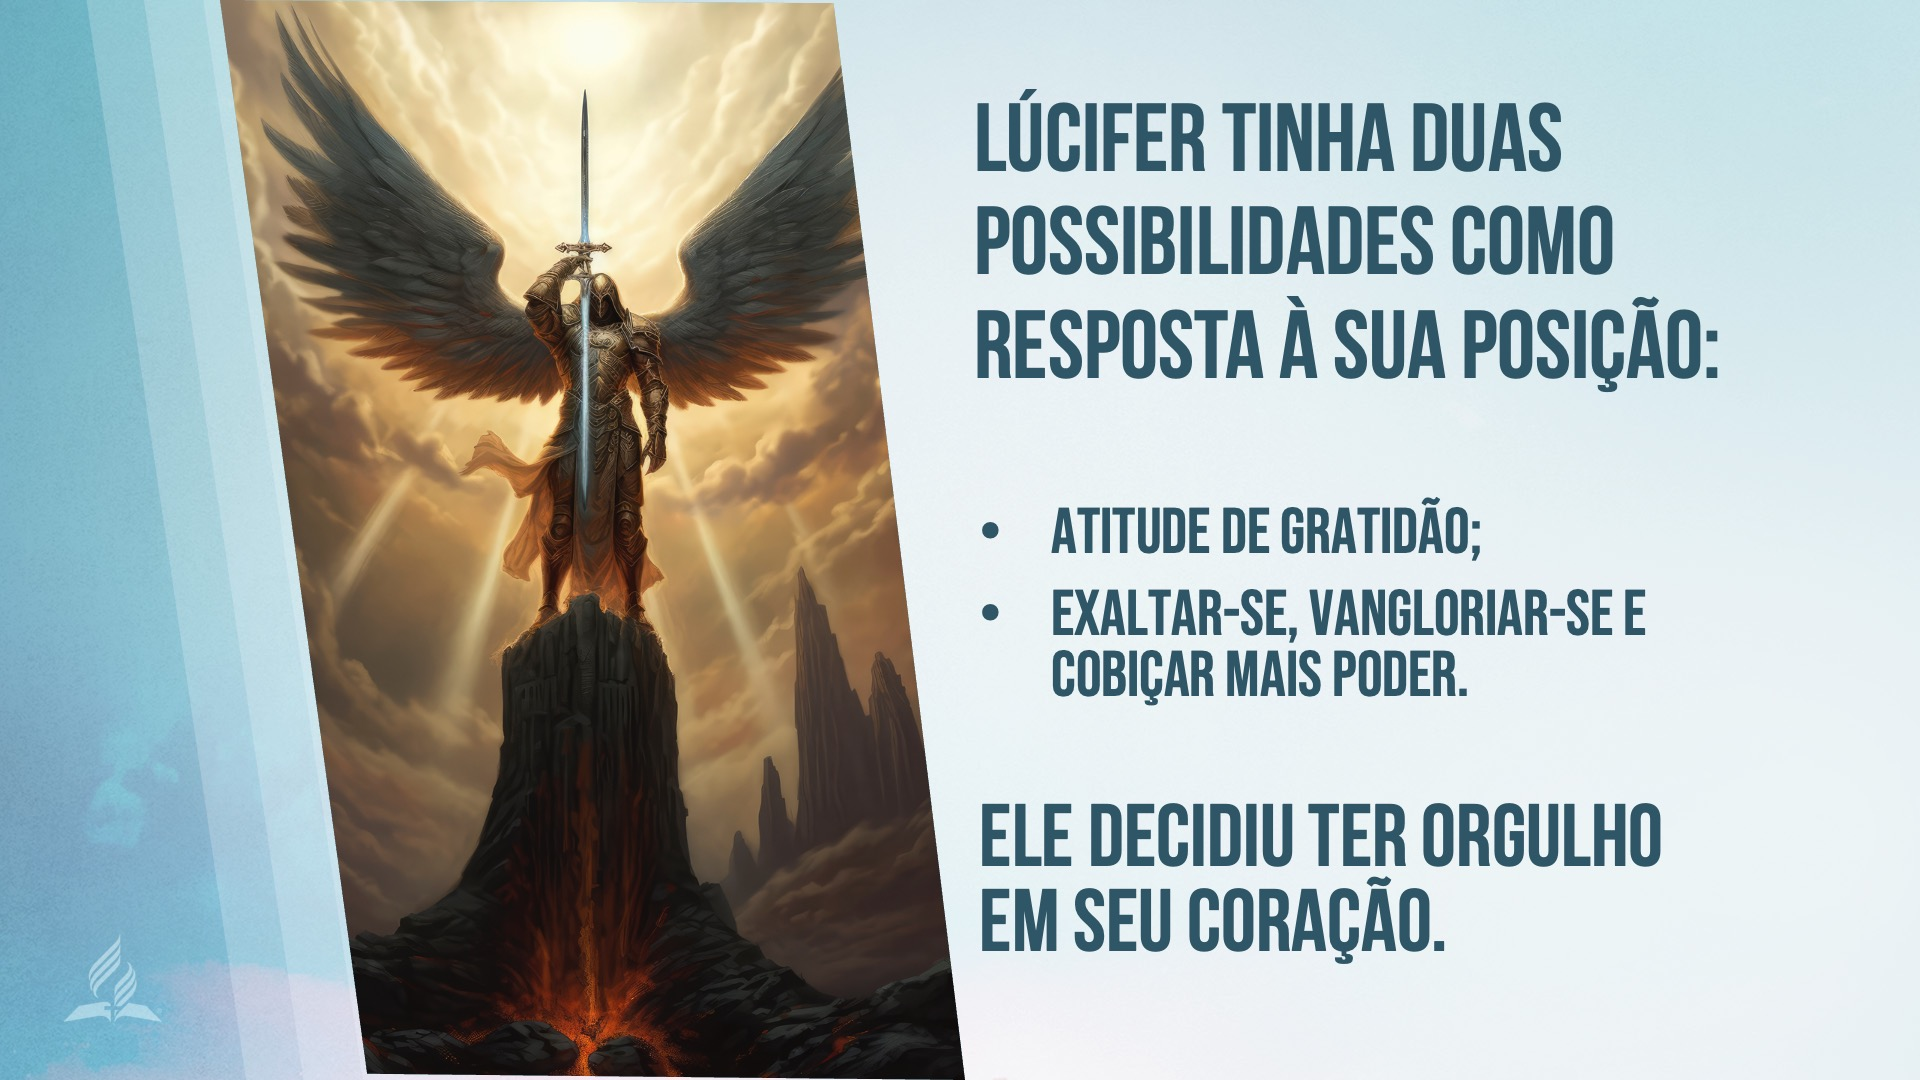 LÚCIFER TINHA DUAS
POSSIBILIDADES COMO
RESPOSTA À SUA POSIÇÃO:
• ATITUDE DE GRATIDÃO;
• EXALTAR-SE, VANGLORIAR-SE E
COBIÇAR MAIS PODER.
ELE DECIDIU TER ORGULHO
EM SEU CORAÇÃO.